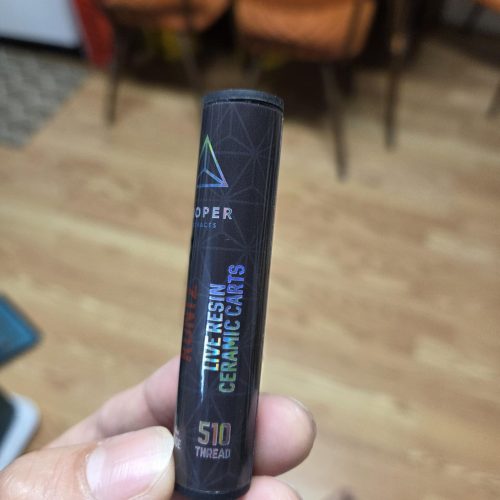 OPER
LIVE RESIN
CERAMIC CARTS
510
THREAD